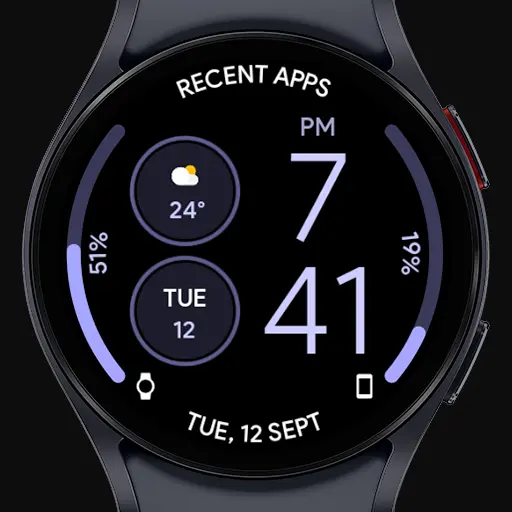 RECENT APPS
PM
7
41
24°
TUE
12
51%
19%
TUE, 12 SEPT